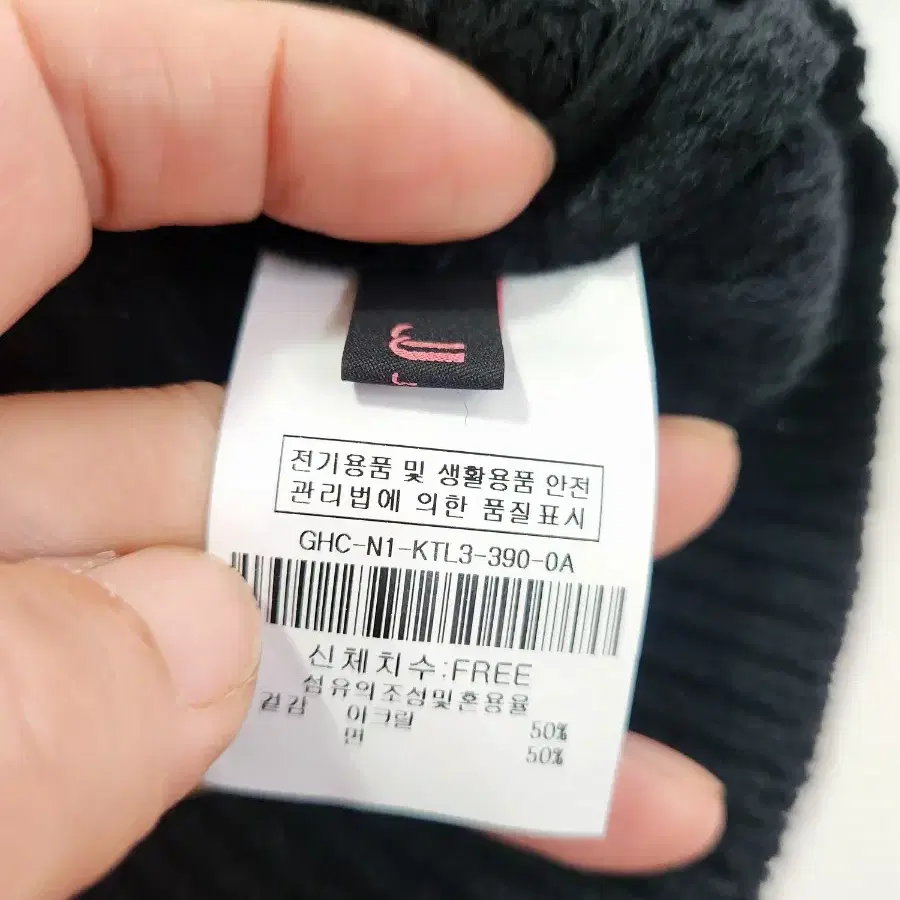 전기용품 및 생활용품 안전
관리법에 의한 품질표시
GHC-N1-KTL3-390-0A
신체치수:FREE
섬유의조성및혼용율
겉감 아크릴 50%
면 50%